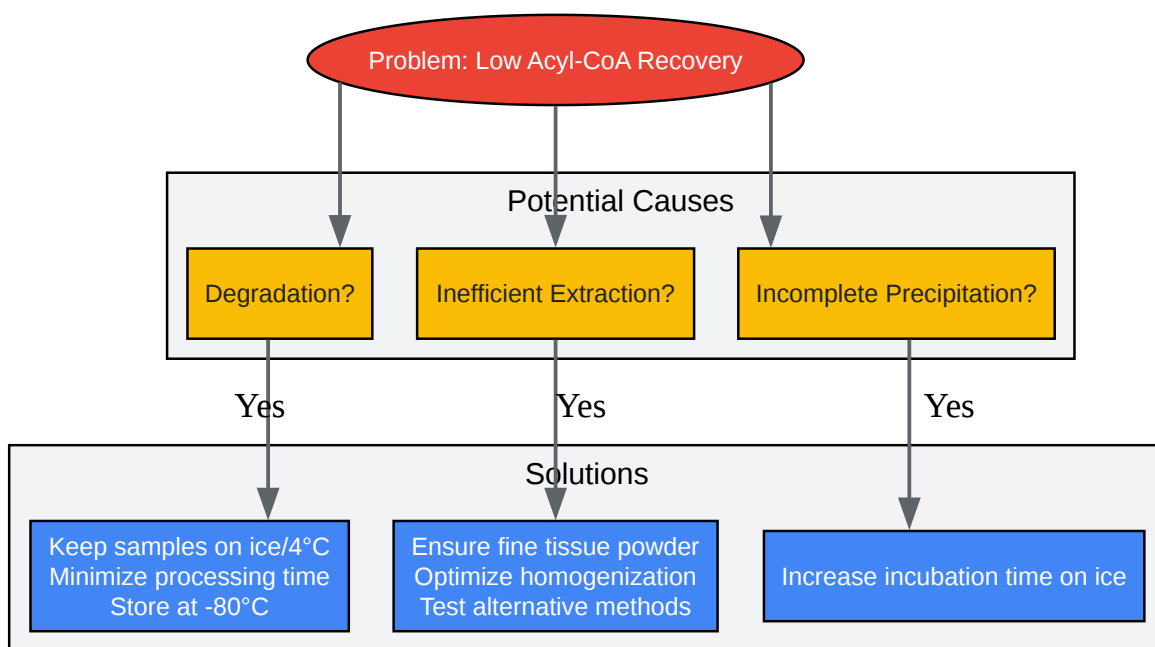 Problem: Low Acyl-CoA Recovery
Potential Causes
Degradation?
Inefficient Extraction?
Incomplete Precipitation?
Yes
Yes
Yes
Solutions
Keep samples on ice/4°C
Minimize processing time
Store at -80°C
Ensure fine tissue powder
Optimize homogenization
Test alternative methods
Increase incubation time on ice